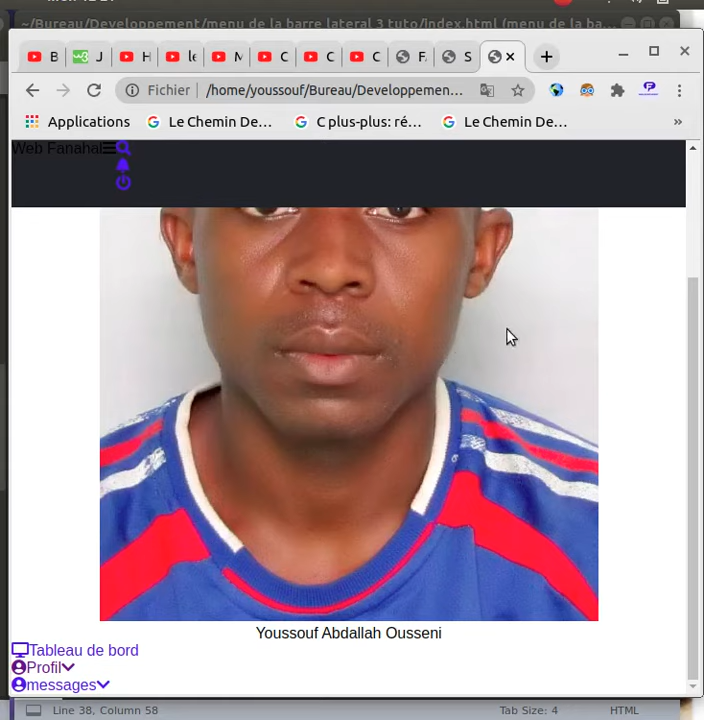 ~/Bureau/Developpement/menu de la barre lateral 3 tuto/index.html (menu de la ba...
B
J
H
le
M
C
C
C
F
S
Fichier
/home/youssouf/Bureau/Developpemen...
Applications
Le Chemin De...
C plus-plus: ré...
Le Chemin De...
»
Web Fanahal
Youssouf Abdallah Ousseni
Tableau de bord
Profil
messages
Line 38, Column 58
Tab Size: 4
HTML